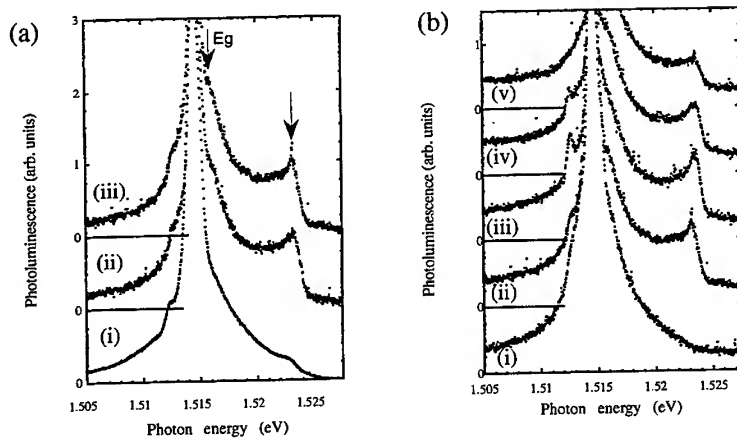 (a)
3
2
1
0
0
0
Eg
(iii)
(ii)
(i)
Photoluminescence (arb. units)
1.505 1.51 1.515 1.52 1.525
Photon energy (eV)
(b)
1
0
0
0
0
(v)
(iv)
(iii)
(ii)
(i)
Photoluminescence (arb. units)
1.505 1.51 1.515 1.52 1.525
Photon energy (eV)